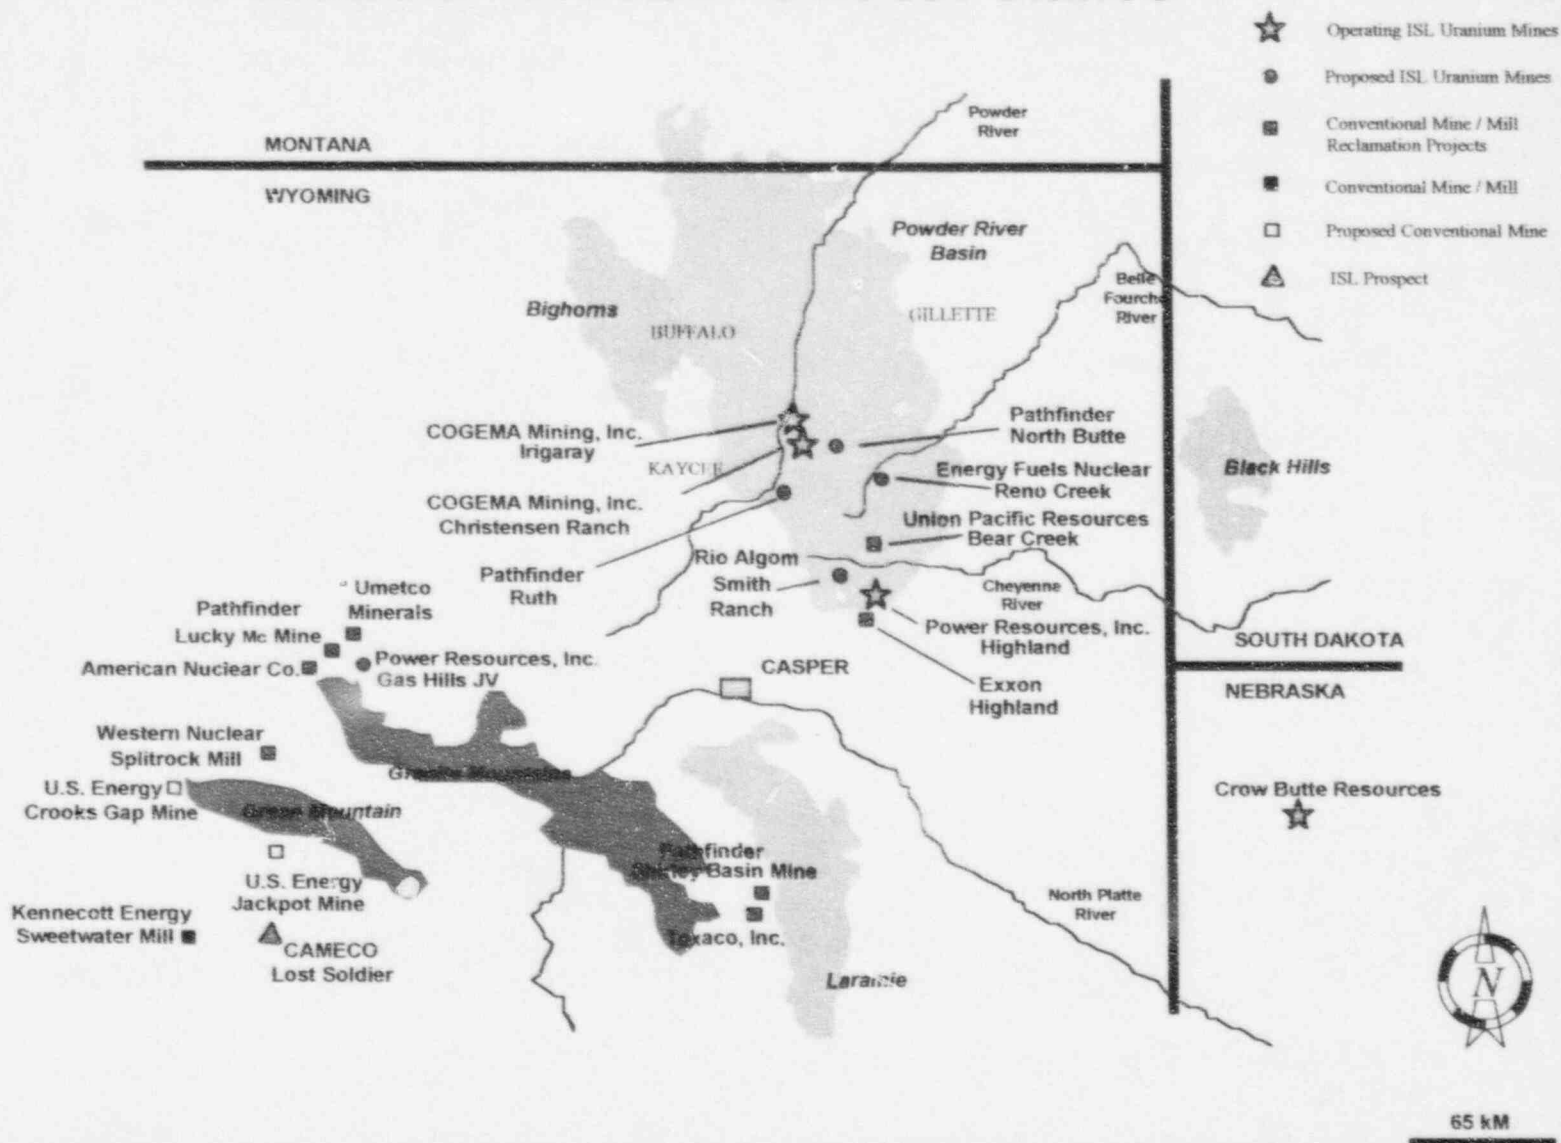 Operating ISL Uranium Mines
Proposed ISL Uranium Mines
Conventional Mine / Mill
Reclamation Projects
Conventional Mine / Mill
Proposed Conventional Mine
ISL Prospect
Powder
River
MONTANA
WYOMING
Powder River
Basin
Belle
Fourche
River
Bighorns
BUFFALO
GILLETTE
COGEMA Mining, Inc.
Irigaray
KAYCEE
Pathfinder
North Butte
Energy Fuels Nuclear
Reno Creek
Black Hills
COGEMA Mining, Inc.
Christensen Ranch
Union Pacific Resources
Bear Creek
Pathfinder
Ruth
Rio Algom
Smith
Ranch
Cheyenne
River
Power Resources, Inc.
Highland
Exxon
Highland
SOUTH DAKOTA
NEBRASKA
Umetco
Minerals
Pathfinder
Lucky Mc Mine
American Nuclear Co.
Power Resources, Inc.
Gas Hills JV
CASPER
Western Nuclear
Splitrock Mill
U.S. Energy
Crooks Gap Mine
Granite Mountains
Green Mountain
Crow Butte Resources
U.S. Energy
Jackpot Mine
Pathfinder
Shirley Basin Mine
Texaco, Inc.
North Platte
River
Kennecott Energy
Sweetwater Mill
CAMECO
Lost Soldier
Laramie
N
65 kM